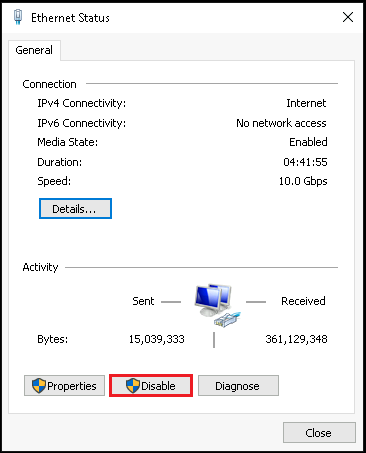 Ethernet Status
General
Connection
IPv4 Connectivity: Internet
IPv6 Connectivity: No network access
Media State: Enabled
Duration: 04:41:55
Speed: 10.0 Gbps
Details...
Activity
Sent Received
Bytes: 15,039,333 361,129,348
Properties Disable Diagnose
Close